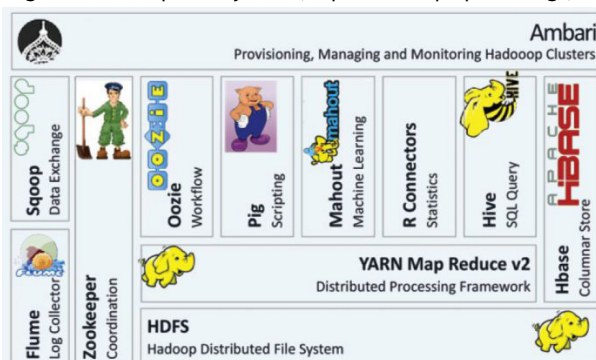 Ambari
Provisioning, Managing and Monitoring Hadooop Clusters
sqoop
Sqoop
Data Exchange
FLUME
Flume
Log Collector
Zookeeper
Coordination
OOZIE
Oozie
Workflow
Pig
Scripting
mahout
Mahout
Machine Learning
R Connectors
Statistics
HIVE
Hive
SQL Query
APACHE
HBASE
Hbase
Columnar Store
YARN Map Reduce v2
Distributed Processing Framework
HDFS
Hadoop Distributed File System